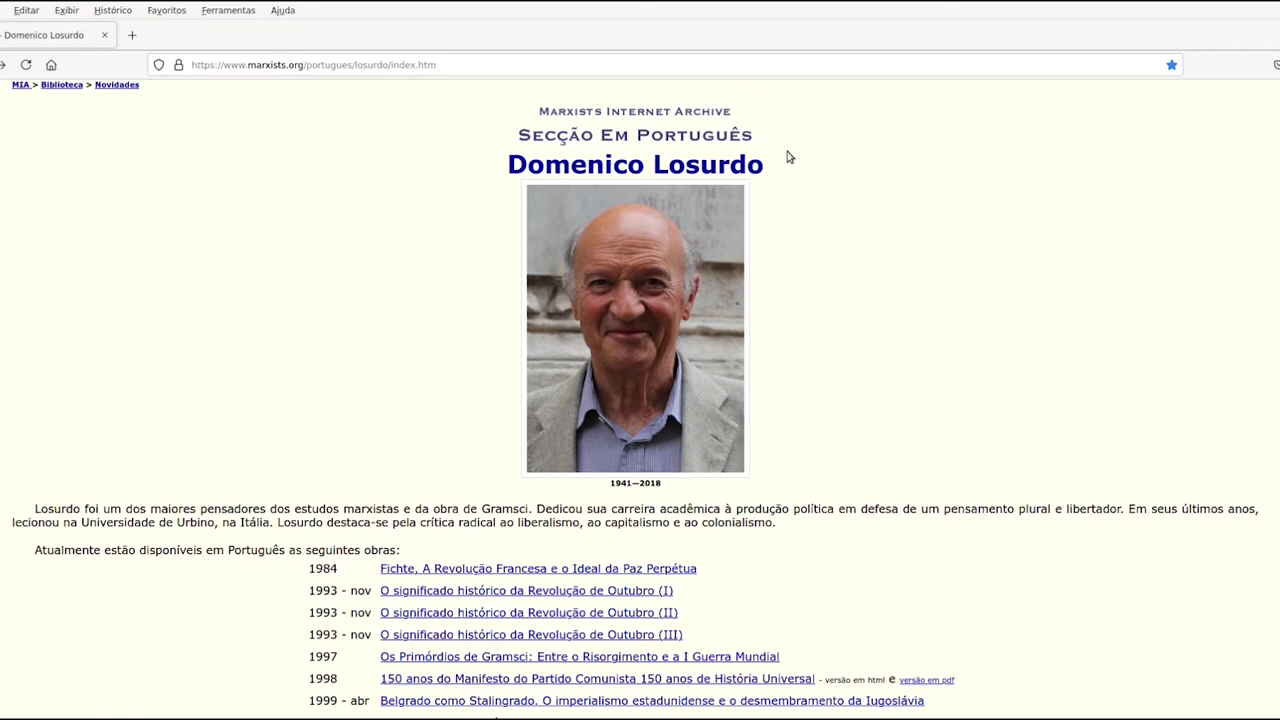 Editar Exibir Histórico Favoritos Ferramentas Ajuda
- Domenico Losurdo
https://www.marxists.org/portugues/losurdo/index.htm
MIA > Biblioteca > Novidades
Marxists Internet Archive
Secção Em Português
Domenico Losurdo
1941—2018
Losurdo foi um dos maiores pensadores dos estudos marxistas e da obra de Gramsci. Dedicou sua carreira acadêmica à produção política em defesa de um pensamento plural e libertador. Em seus últimos anos,
lecionou na Universidade de Urbino, na Itália. Losurdo destaca-se pela crítica radical ao liberalismo, ao capitalismo e ao colonialismo.
Atualmente estão disponíveis em Português as seguintes obras:
1984 Fichte, A Revolução Francesa e o Ideal da Paz Perpétua
1993 - nov O significado histórico da Revolução de Outubro (I)
1993 - nov O significado histórico da Revolução de Outubro (II)
1993 - nov O significado histórico da Revolução de Outubro (III)
1997 Os Primórdios de Gramsci: Entre o Risorgimento e a I Guerra Mundial
1998 150 anos do Manifesto do Partido Comunista 150 anos de História Universal - versão em html e versão em pdf
1999 - abr Belgrado como Stalingrado. O imperialismo estadunidense e o desmembramento da Iugoslávia